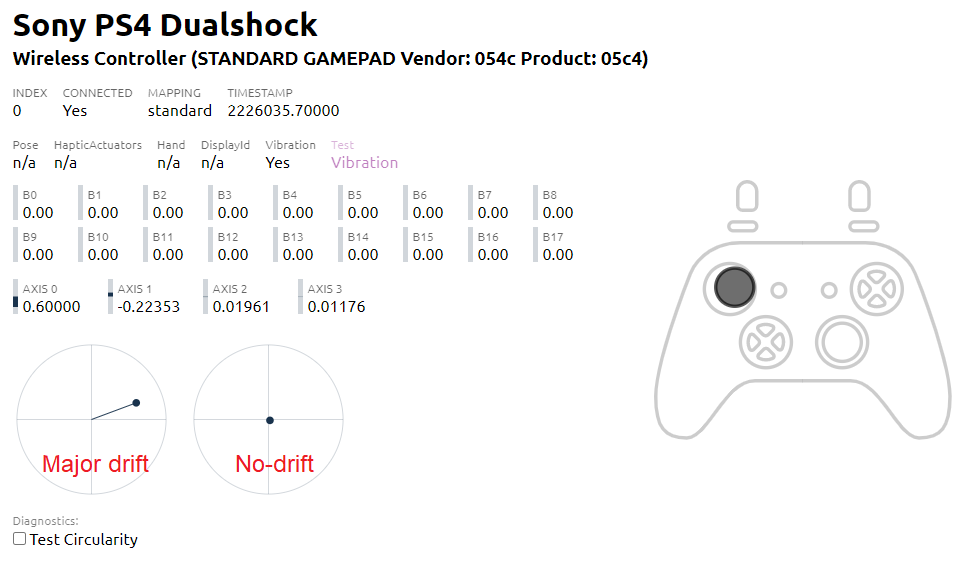 Sony PS4 Dualshock
Wireless Controller (STANDARD GAMEPAD Vendor: 054c Product: 05c4)
INDEX CONNECTED MAPPING TIMESTAMP
0 Yes standard 2226035.70000
Pose HapticActuators Hand DisplayId Vibration Test
n/a n/a n/a n/a Yes Vibration
B0 B1 B2 B3 B4 B5 B6 B7 B8
0.00 0.00 0.00 0.00 0.00 0.00 0.00 0.00 0.00
B9 B10 B11 B12 B13 B14 B15 B16 B17
0.00 0.00 0.00 0.00 0.00 0.00 0.00 0.00 0.00
AXIS 0 AXIS 1 AXIS 2 AXIS 3
0.60000 -0.22353 0.01961 0.01176
Major drift No-drift
Diagnostics:
Test Circularity